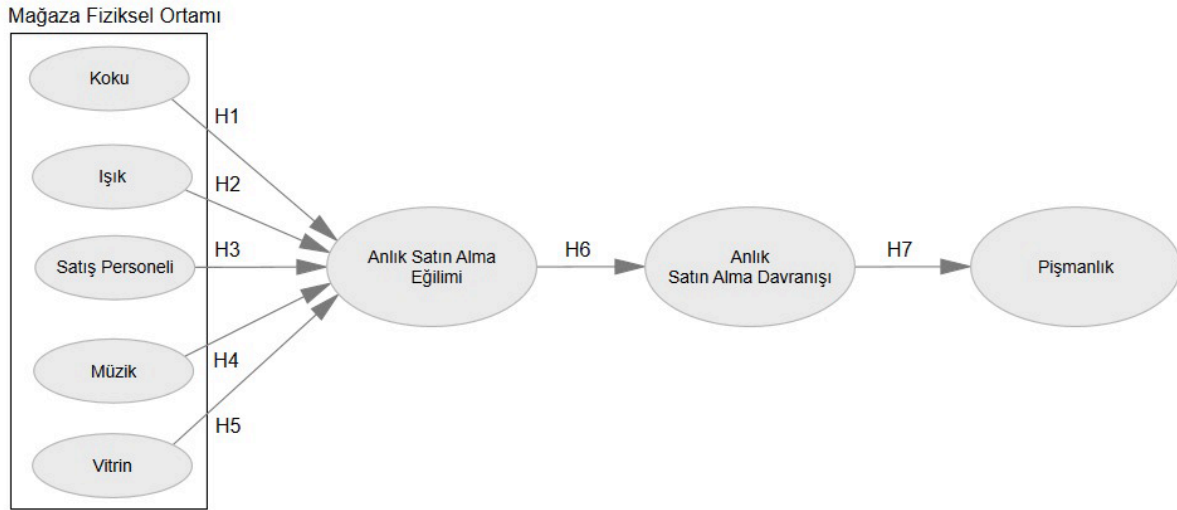 Mağaza Fiziksel Ortamı
Koku
H1
Işık
H2
Satış Personeli
H3
Anlık Satın Alma
Eğilimi
H6
Anlık
Satın Alma Davranışı
H7
Pişmanlık
Müzik
H4
Vitrin
H5